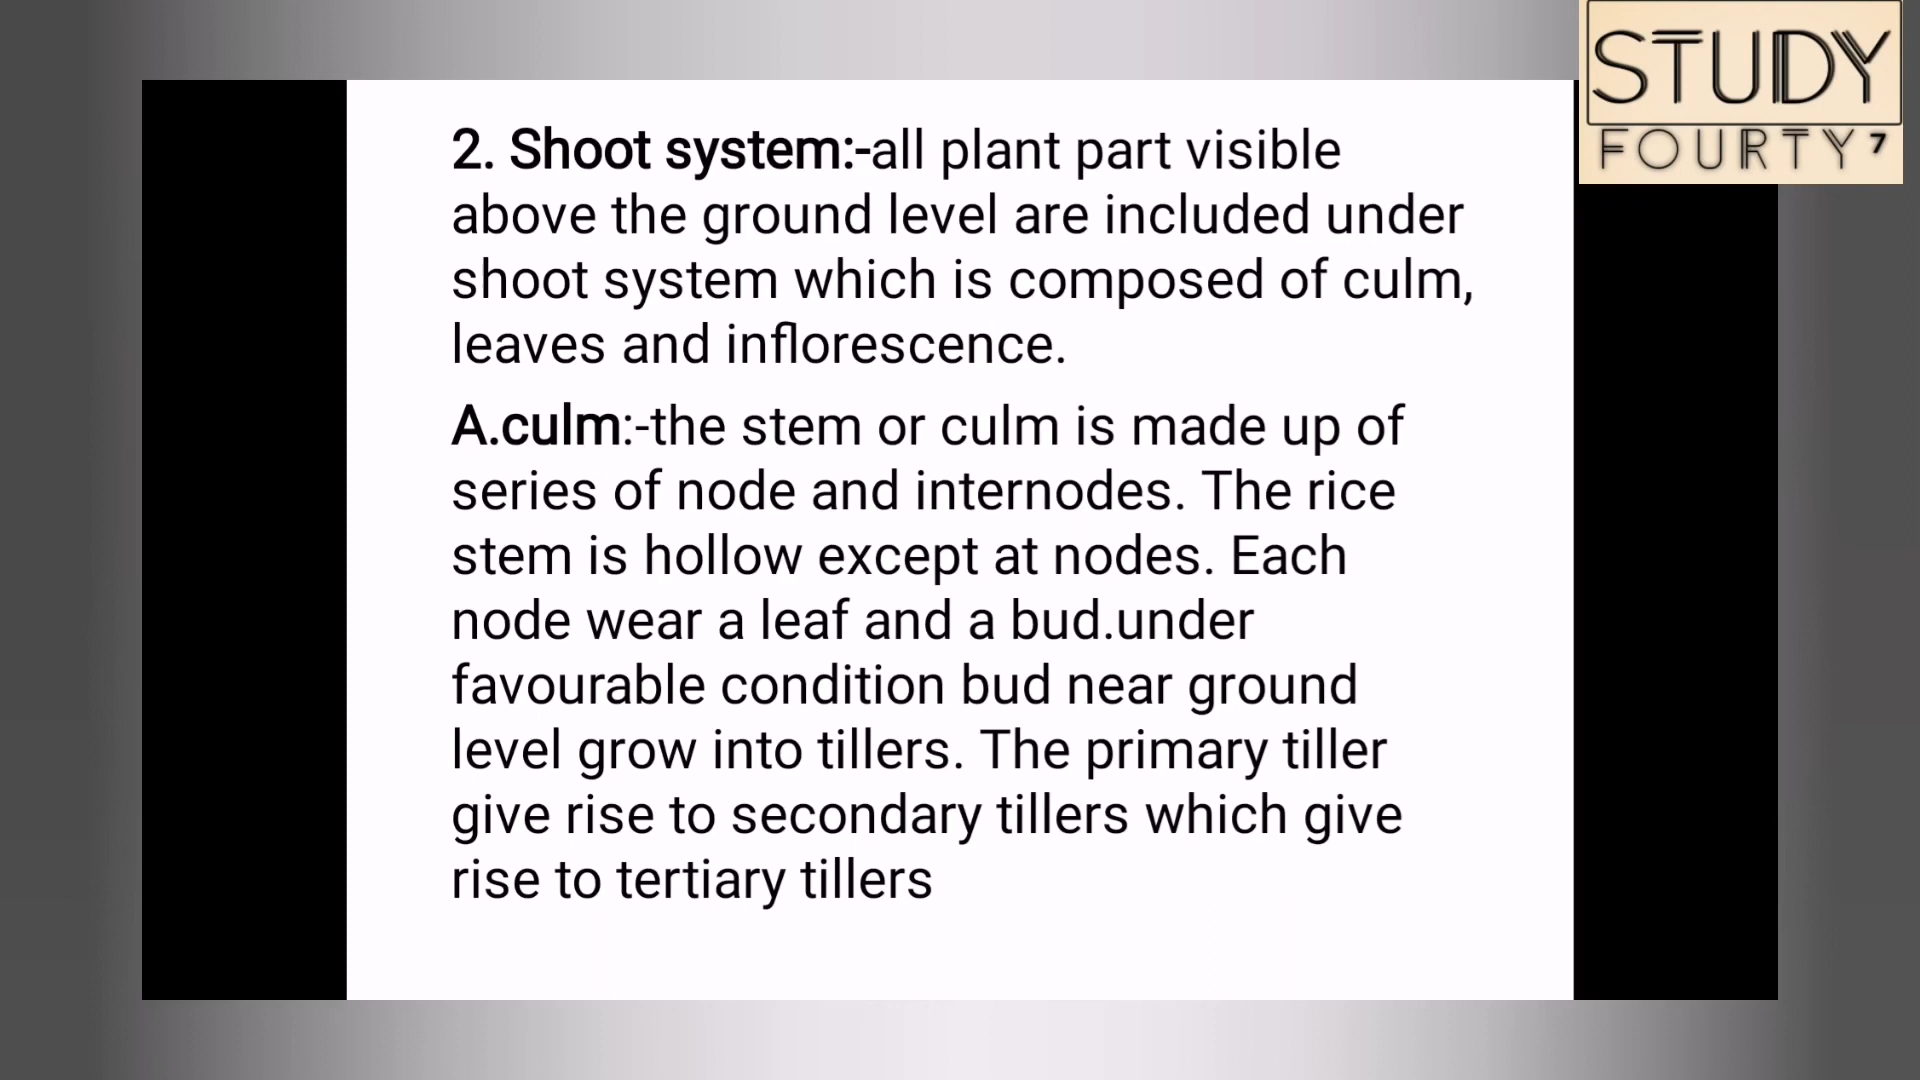 STUDY
FOURTY 7
2. Shoot system:-all plant part visible
above the ground level are included under
shoot system which is composed of culm,
leaves and inflorescence.
A.culm:-the stem or culm is made up of
series of node and internodes. The rice
stem is hollow except at nodes. Each
node wear a leaf and a bud.under
favourable condition bud near ground
level grow into tillers. The primary tiller
give rise to secondary tillers which give
rise to tertiary tillers